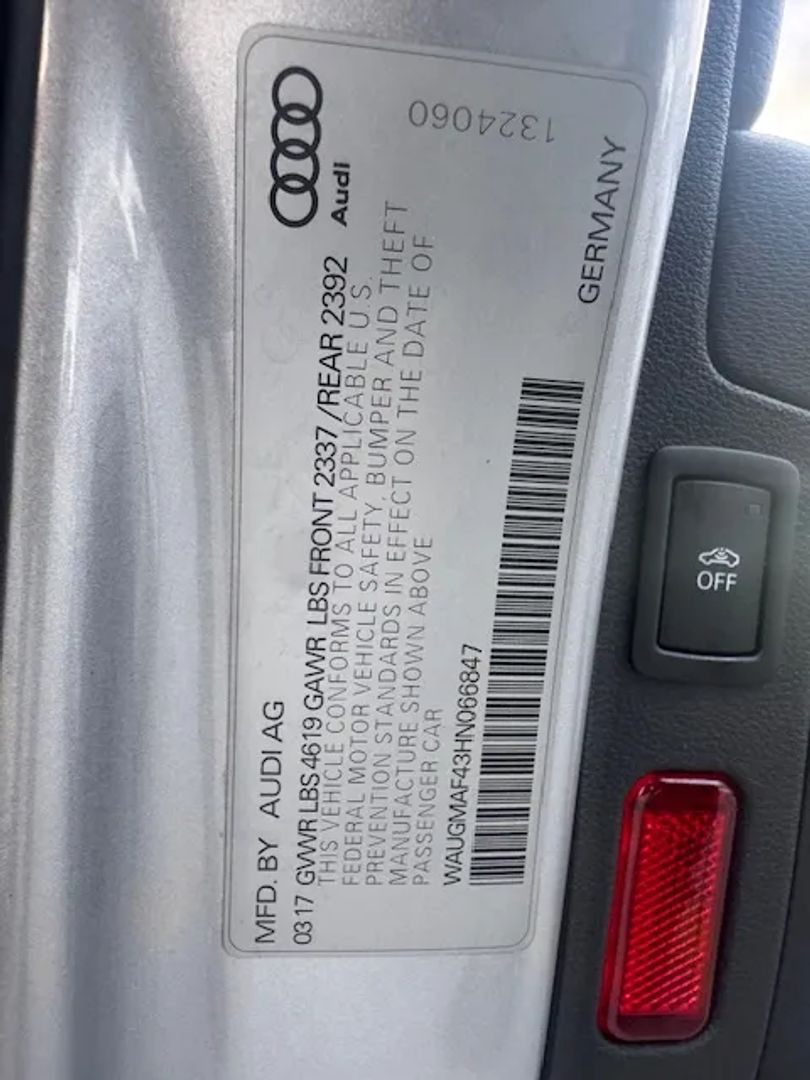 Audi
1324060
MFD. BY AUDI AG
0317 GVWR LBS 4619 GAWR LBS FRONT 2337 /REAR 2392
THIS VEHICLE CONFORMS TO ALL APPLICABLE U.S.
FEDERAL MOTOR VEHICLE SAFETY, BUMPER AND THEFT
PREVENTION STANDARDS IN EFFECT ON THE DATE OF
MANUFACTURE SHOWN ABOVE
PASSENGER CAR
WAUGMAF43HN066847
GERMANY
OFF